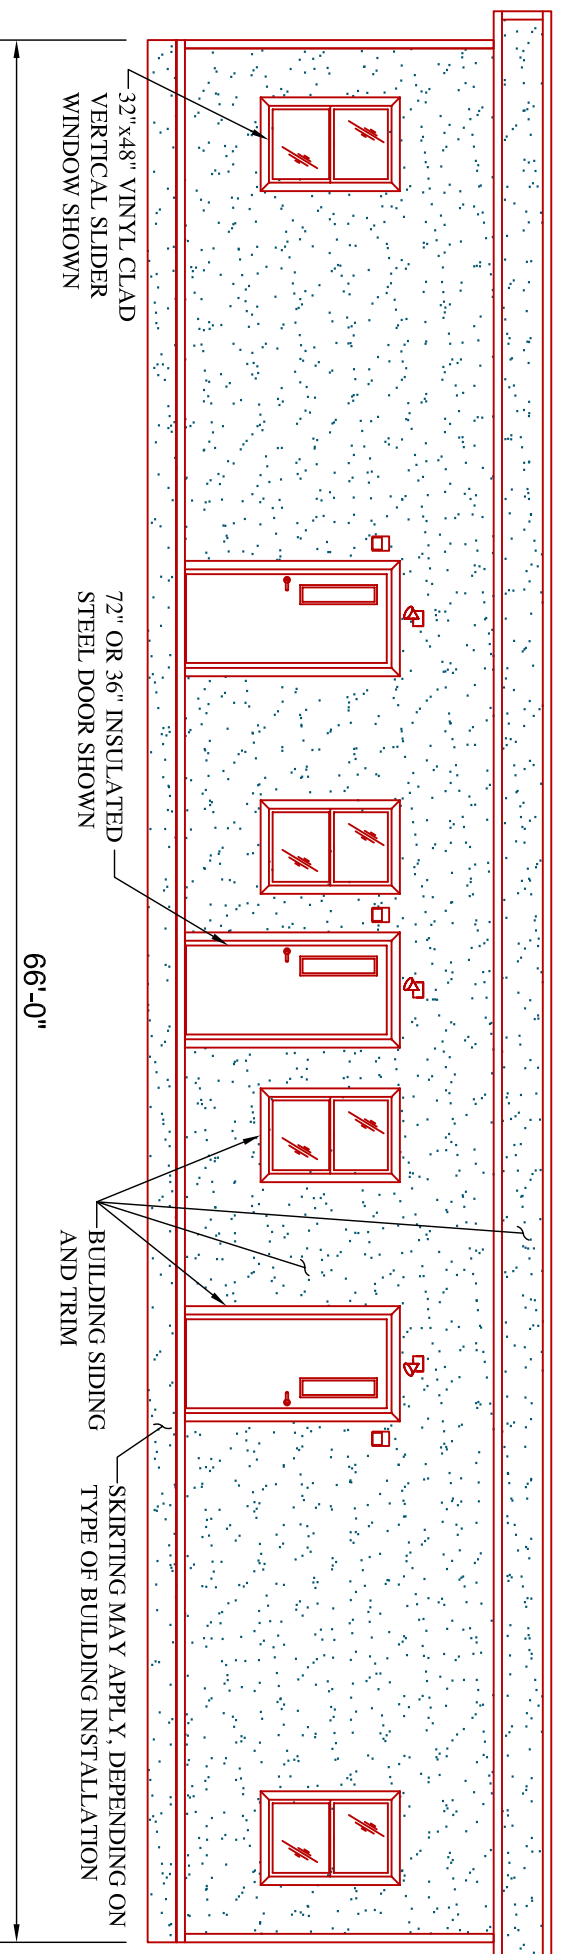 32"x48" VINYL CLAD
VERTICAL SLIDER
WINDOW SHOWN
72" OR 36" INSULATED
STEEL DOOR SHOWN
BUILDING SIDING
AND TRIM
SKIRTING MAY APPLY, DEPENDING ON
TYPE OF BUILDING INSTALLATION
66'-0"